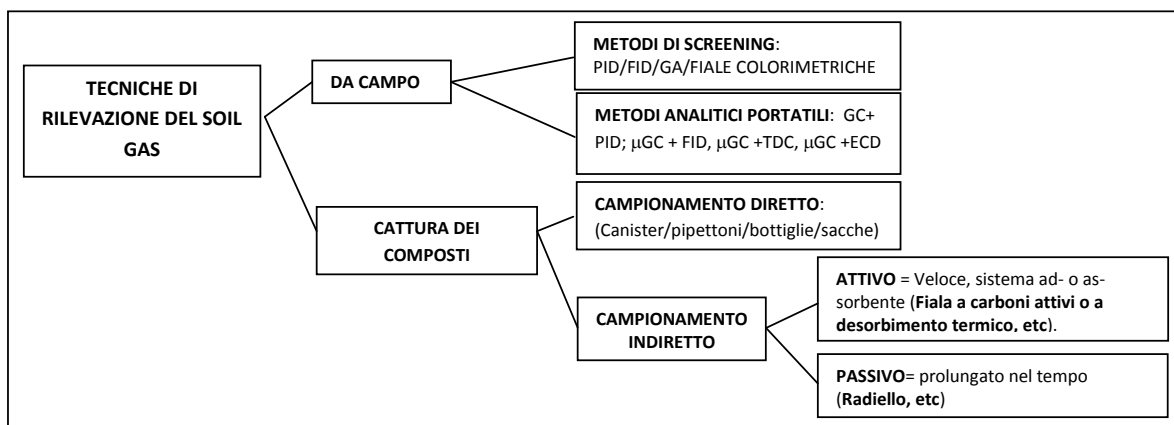 TECNICHE DI
RILEVAZIONE DEL SOIL
GAS
DA CAMPO
METODI DI SCREENING:
PID/FID/GA/FIALE COLORIMETRICHE
METODI ANALITICI PORTATILI: GC+
PID; µGC + FID, µGC +TDC, µGC +ECD
CATTURA DEI
COMPOSTI
CAMPIONAMENTO DIRETTO:
(Canister/pipettoni/bottiglie/sacche)
CAMPIONAMENTO
INDIRETTO
ATTIVO = Veloce, sistema ad- o as-
sorbente (Fiala a carboni attivi o a
desorbimento termico, etc).
PASSIVO= prolungato nel tempo
(Radiello, etc)